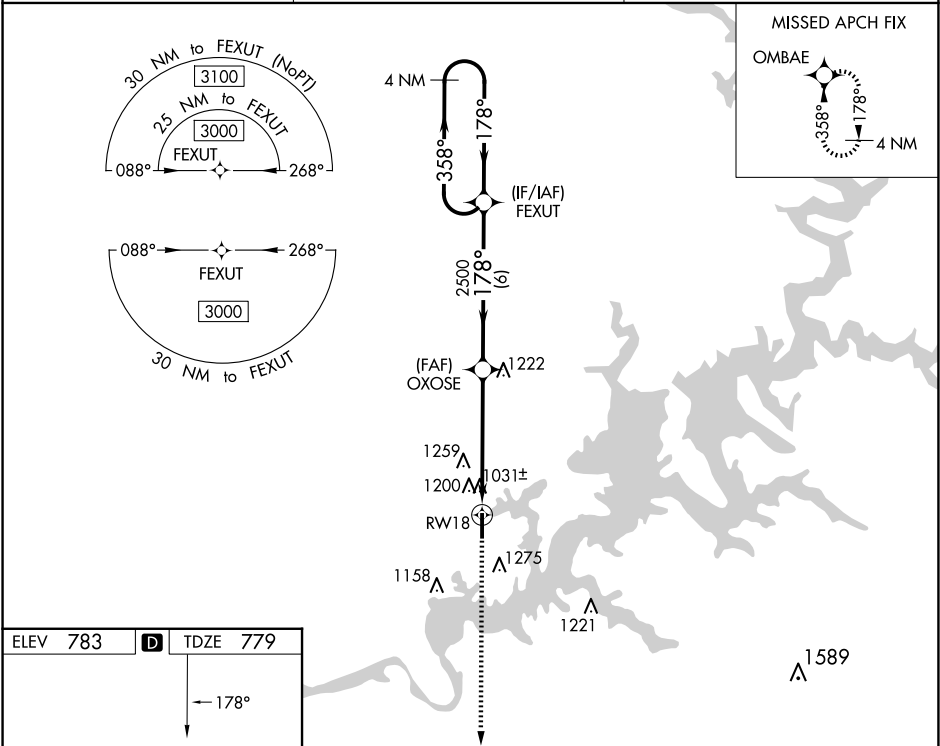 MISSED APCH FIX
OMBAE
358°
178°
4 NM
30 NM to FEXUT (NoPT)
3100
25 NM to FEXUT
3000
FEXUT
088°
268°
4 NM
358°
178°
(IF/IAF)
FEXUT
088°
268°
FEXUT
3000
30 NM to FEXUT
2500
178°
(6)
(FAF)
OXOSE
1222
1259
1200
1031±
RW18
1275
1158
1221
1589
ELEV 783 D TDZE 779
178°